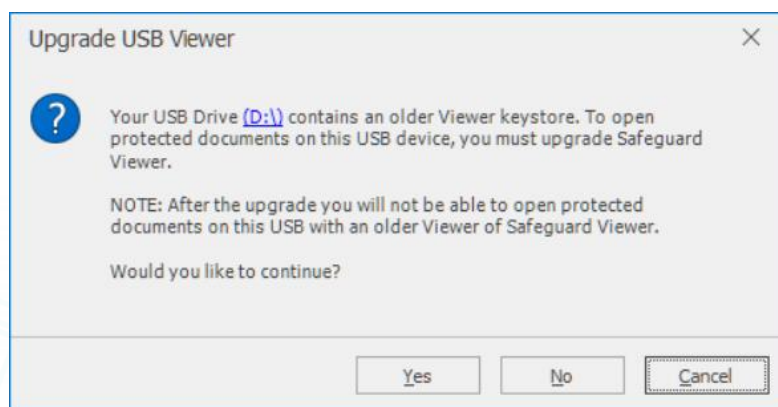 Upgrade USB Viewer
Your USB Drive (D:\) contains an older Viewer keystore. To open
protected documents on this USB device, you must upgrade Safeguard
Viewer.
NOTE: After the upgrade you will not be able to open protected
documents on this USB with an older Viewer of Safeguard Viewer.
Would you like to continue?
Yes No Cancel